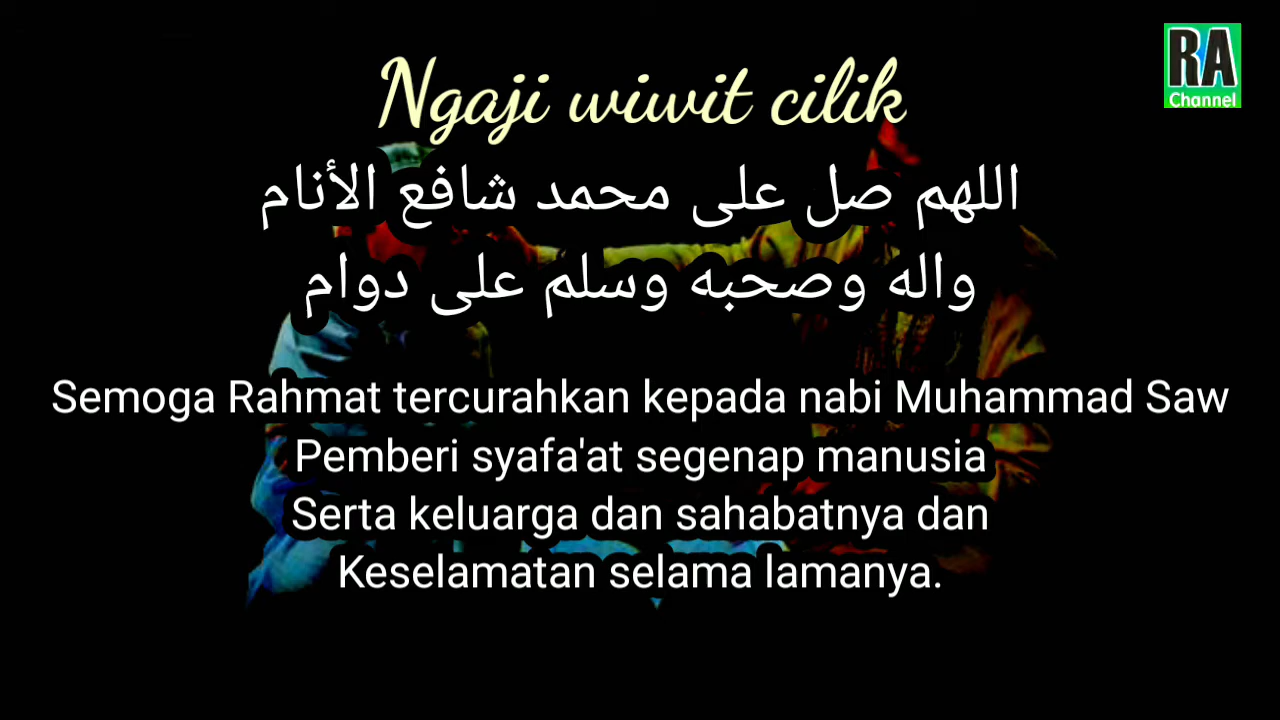 RA
Channel
Ngaji wiwit cilik
اللهم صل على محمد شافع الأنام
واله وصحبه وسلم على دوام
Semoga Rahmat tercurahkan kepada nabi Muhammad Saw
Pemberi syafa'at segenap manusia
Serta keluarga dan sahabatnya dan
Keselamatan selama lamanya.